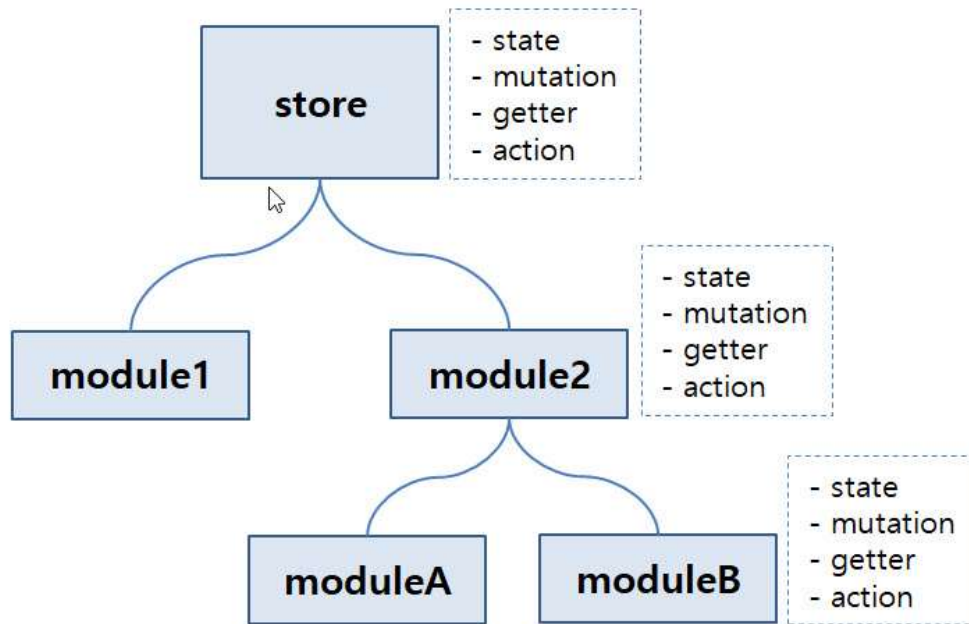 store
- state
- mutation
- getter
- action
module1
module2
- state
- mutation
- getter
- action
moduleA
moduleB
- state
- mutation
- getter
- action